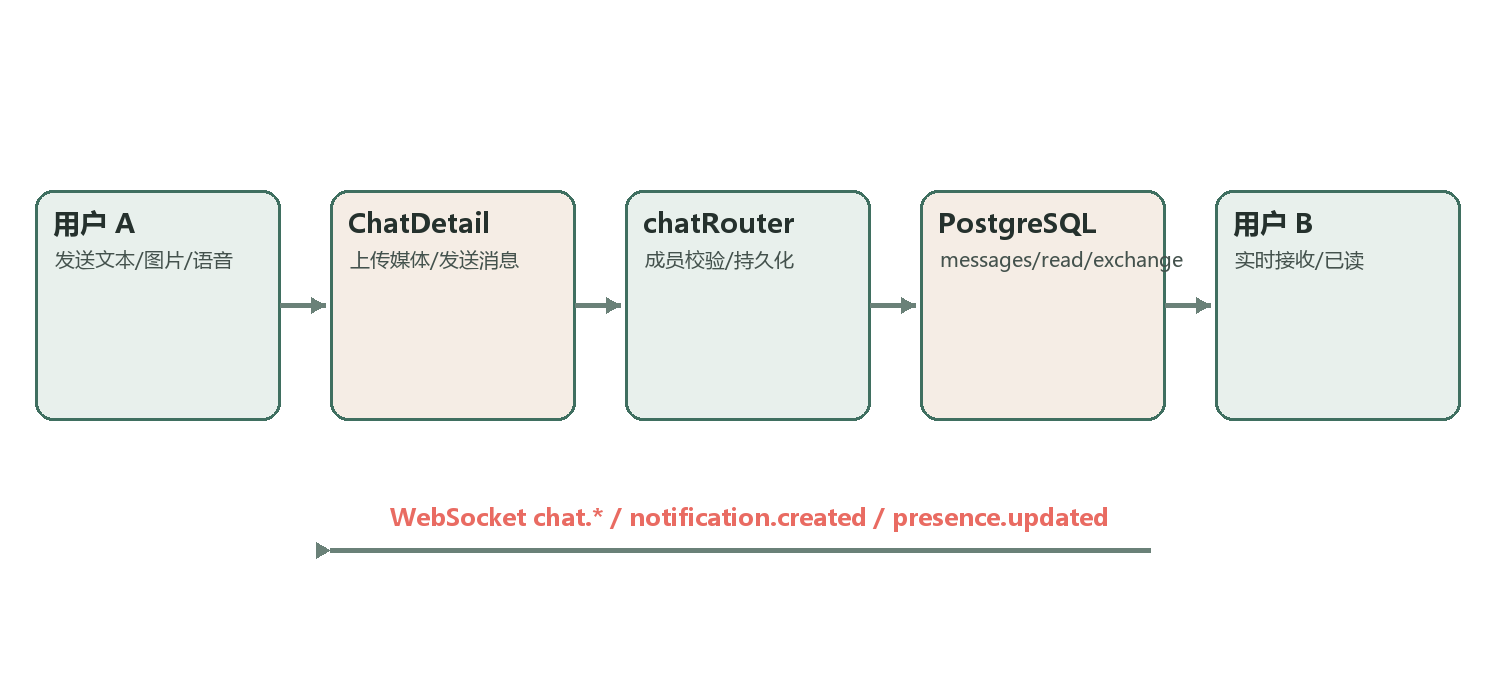 用户 A
发送文本/图片/语音
ChatDetail
上传媒体/发送消息
chatRouter
成员校验/持久化
PostgreSQL
messages/read/exchange
用户 B
实时接收/已读
WebSocket chat.* / notification.created / presence.updated